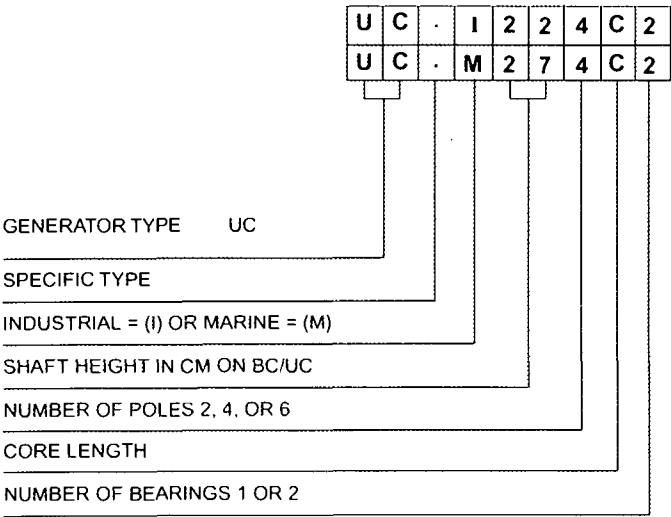 U C . I 2 2 4 C 2
U C . M 2 7 4 C 2
GENERATOR TYPE UC
SPECIFIC TYPE
INDUSTRIAL = (I) OR MARINE = (M)
SHAFT HEIGHT IN CM ON BC/UC
NUMBER OF POLES 2, 4, OR 6
CORE LENGTH
NUMBER OF BEARINGS 1 OR 2